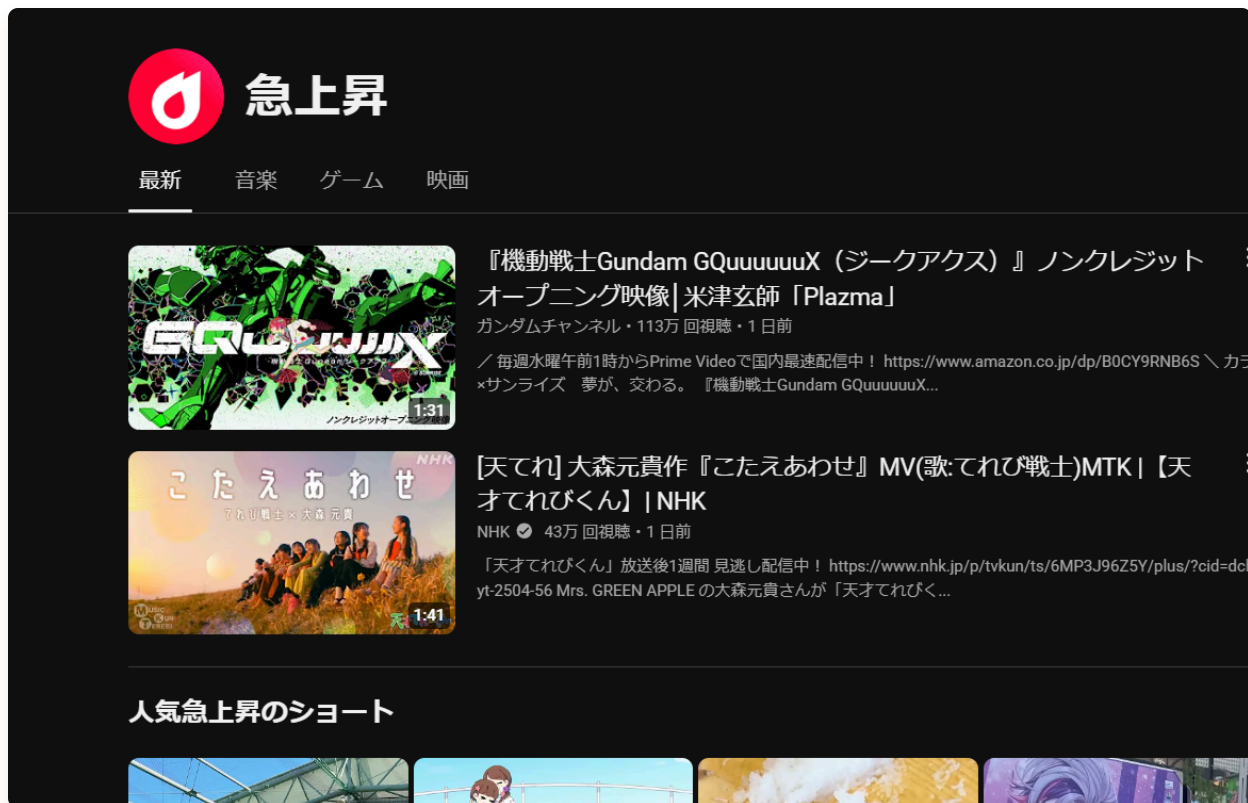 急上昇
最新 音楽 ゲーム 映画
GQuuuuuuX
1:31
ノンクレジットオープニング映像
『機動戦士Gundam GQuuuuuuX（ジークアクス）』ノンクレジット
オープニング映像│米津玄師「Plazma」
ガンダムチャンネル・113万 回視聴・1 日前
／ 毎週水曜午前1時からPrime Videoで国内最速配信中！ https://www.amazon.co.jp/dp/B0CY9RNB6S ＼ カラ
×サンライズ　夢が、交わる。 『機動戦士Gundam GQuuuuuuX...
NHK
こたえあわせ
てれび戦士×大森元貴
MUSIC
TEREBI
天
1:41
[天てれ] 大森元貴作『こたえあわせ』MV(歌:てれび戦士)MTK |【天
才てれびくん】| NHK
NHK 43万 回視聴・1 日前
「天才てれびくん」放送後1週間 見逃し配信中！ https://www.nhk.jp/p/tvkun/ts/6MP3J96Z5Y/plus/?cid=dcl
yt-2504-56 Mrs. GREEN APPLE の大森元貴さんが「天才てれびく...
人気急上昇のショート